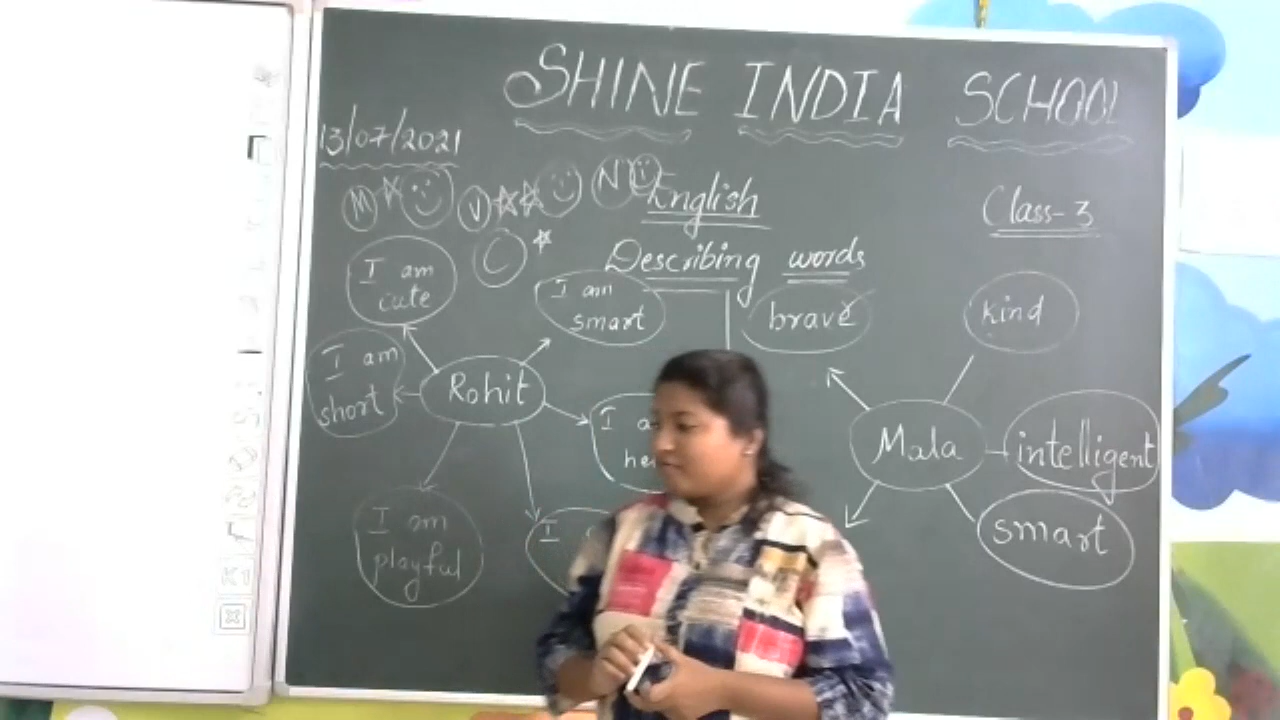 SHINE INDIA SCHOOL
13/07/2021
M V N
English
Class-3
C
Describing words
I am
cute
I am
smart
brave
kind
I am
short
Rohit
I
Mala
intelligent
I am
playful
I
smart